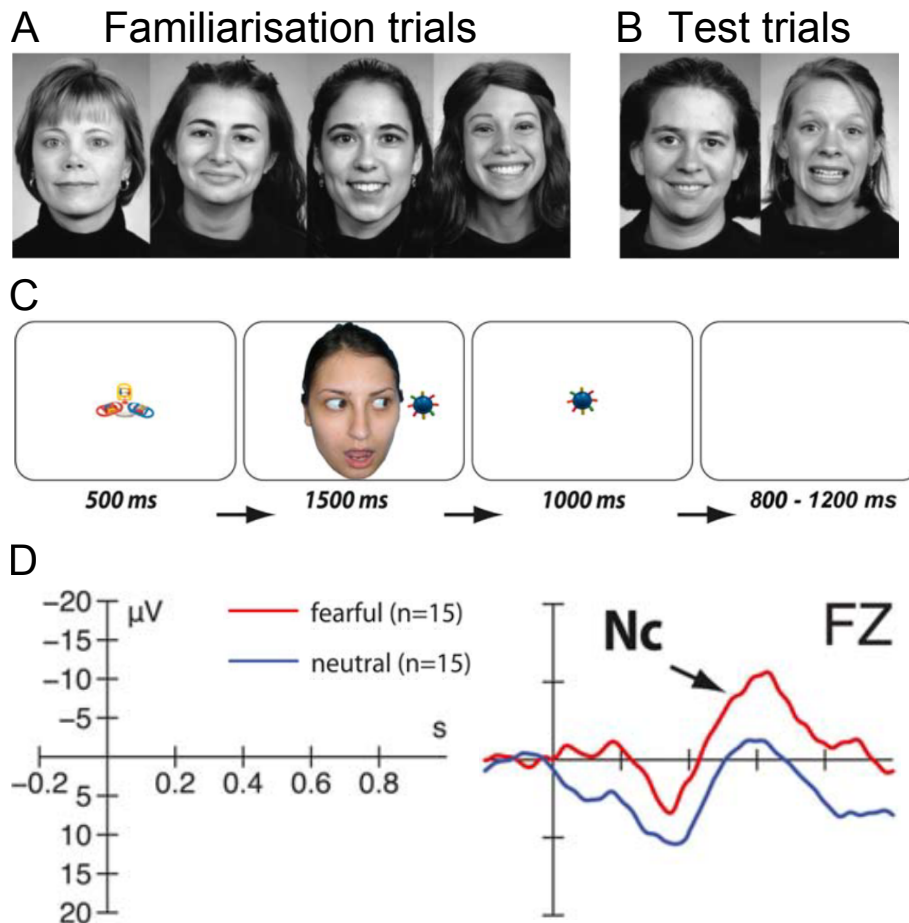 A Familiarisation trials
B Test trials
C
500 ms
1500 ms
1000 ms
800 - 1200 ms
D
−20
−15
−10
−5
5
10
15
20
μV
s
−0.2
0.2
0.4
0.6
0.8
fearful (n=15)
neutral (n=15)
Nc
FZ